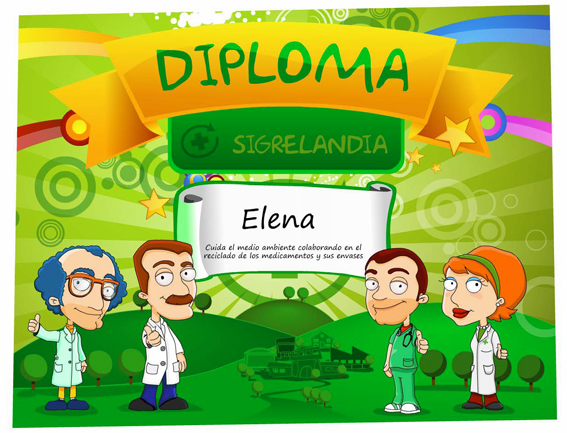 DIPLOMA
SIGRELANDIA
Elena
Cuida el medio ambiente colaborando en el
reciclado de los medicamentos y sus envases